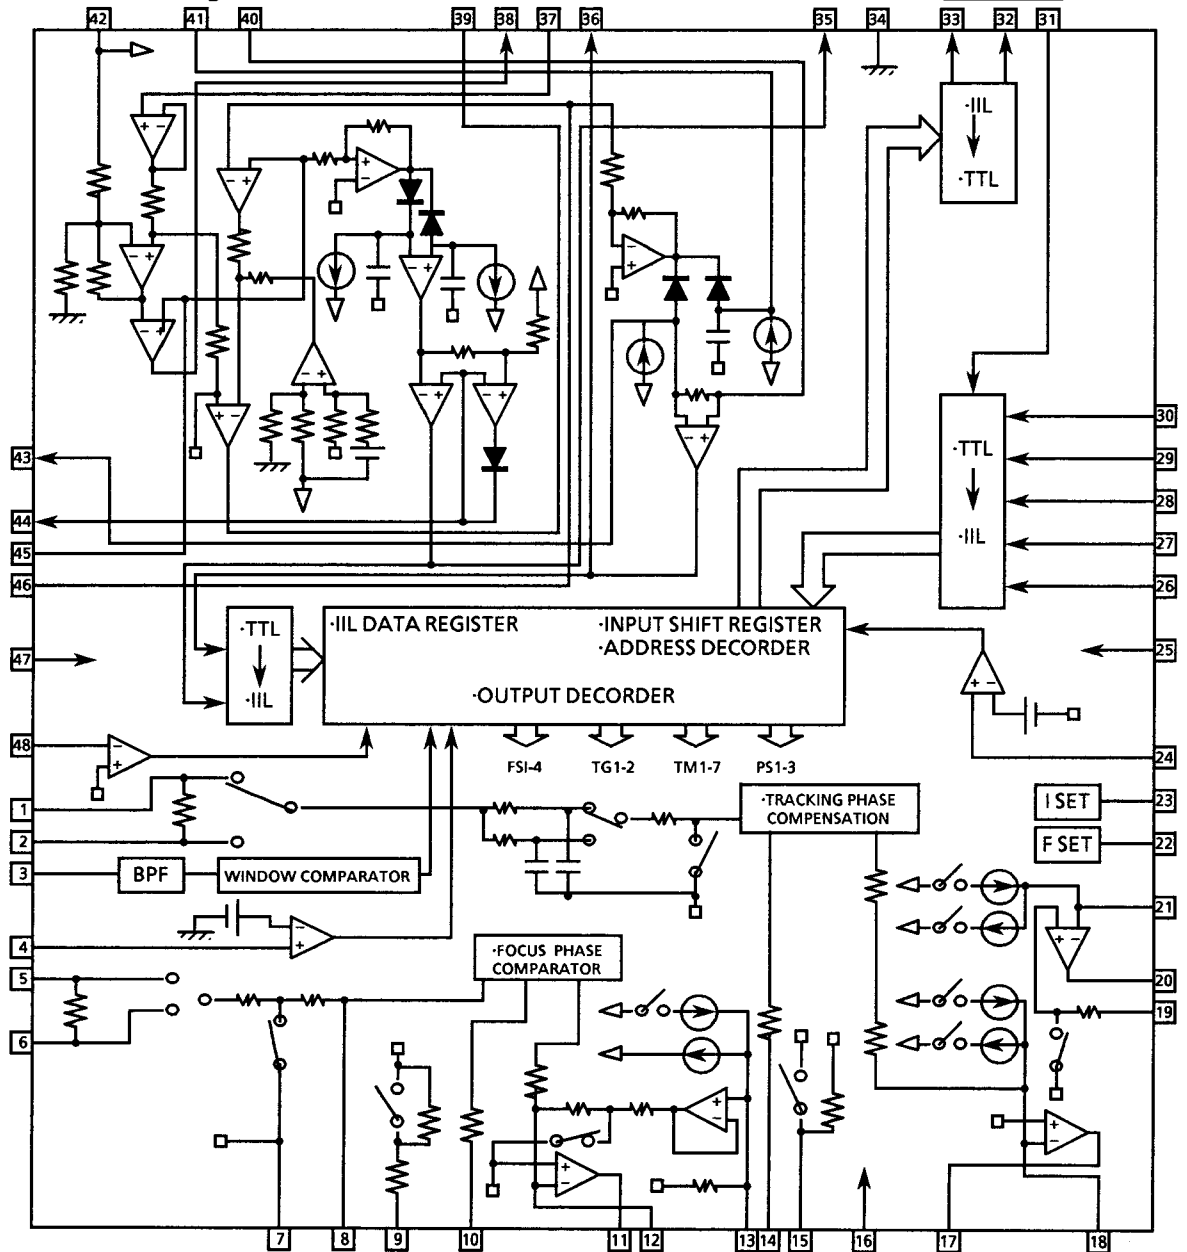 42 41 40 39 38 37 36 35 34 33 32 31
·IIL
·TTL
30
·TTL
43
29
28
44
·IIL
27
45
46
26
·TTL
·IIL DATA REGISTER
·INPUT SHIFT REGISTER
·ADDRESS DECORDER
25
47
·IIL
·OUTPUT DECORDER
48
24
FSI-4 TG1-2 TM1-7 PS1-3
1
·TRACKING PHASE
COMPENSATION
I SET
23
2
F SET
22
3
BPF
WINDOW COMPARATOR
21
4
·FOCUS PHASE
COMPARATOR
5
20
19
6
7 8 9 10 11 12 13 14 15 16 17 18
+ -
+ -
- +
- +
- +
+
-
- +
- +
+ -
- +
- +
- +
-
+
- +
+ -
-
+
-
+
+ -
+
-
+
-
+
-